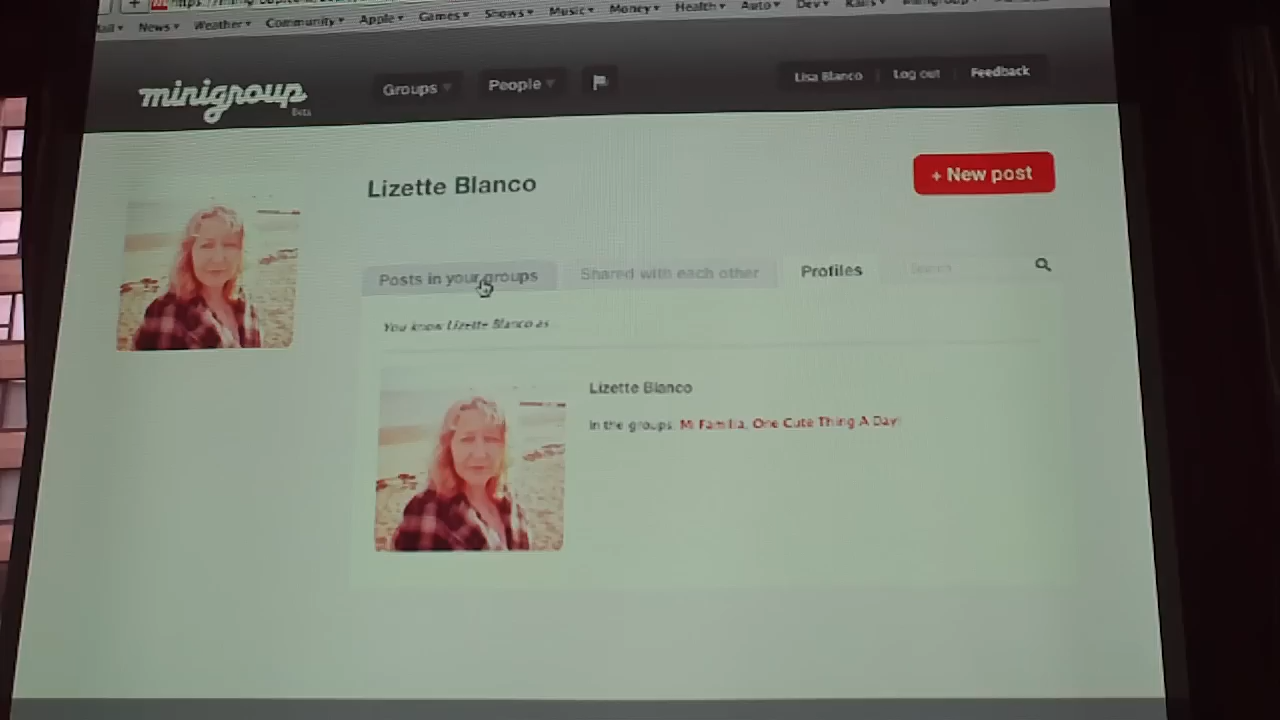 News Weather Community Apple Games Shows Music Money Health Auto Dev Rails
minigroup
Beta
Groups People
Lisa Blanco Log out Feedback
Lizette Blanco
+ New post
Posts in your groups Shared with each other Profiles Search
You know Lizette Blanco as
Lizette Blanco
In the groups Mi Familia, One Cute Thing A Day!